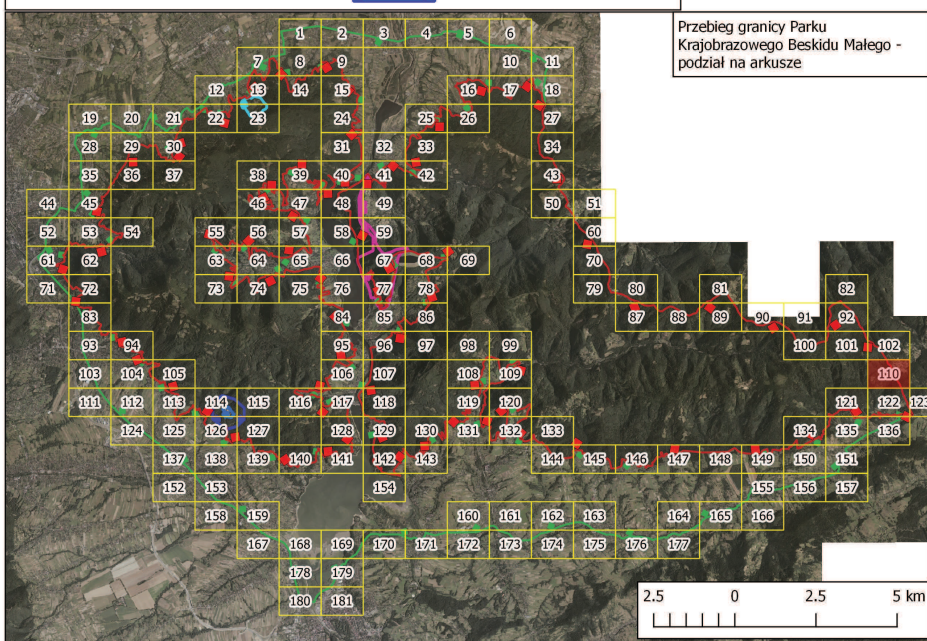 Przebieg granicy Parku
Krajobrazowego Beskidu Małego -
podział na arkusze
1 2 3 4 5 6
7 8 9 10 11
12 13 14 15 16 17 18
19 20 21 22 23 24 25 26 27
28 29 30 31 32 33 34
35 36 37 38 39 40 41 42 43
44 45 46 47 48 49 50 51
52 53 54 55 56 57 58 59 60
61 62 63 64 65 66 67 68 69 70
71 72 73 74 75 76 77 78 79 80 81 82
83 84 85 86 87 88 89 90 91 92
93 94 95 96 97 98 99 100 101 102
103 104 105 106 107 108 109 110
111 112 113 114 115 116 117 118 119 120 121 122 123
124 125 126 127 128 129 130 131 132 133 134 135 136
137 138 139 140 141 142 143 144 145 146 147 148 149 150 151
152 153 154 155 156 157
158 159 160 161 162 163 164 165 166
167 168 169 170 171 172 173 174 175 176 177
178 179
180 181
2.5 0 2.5 5 km